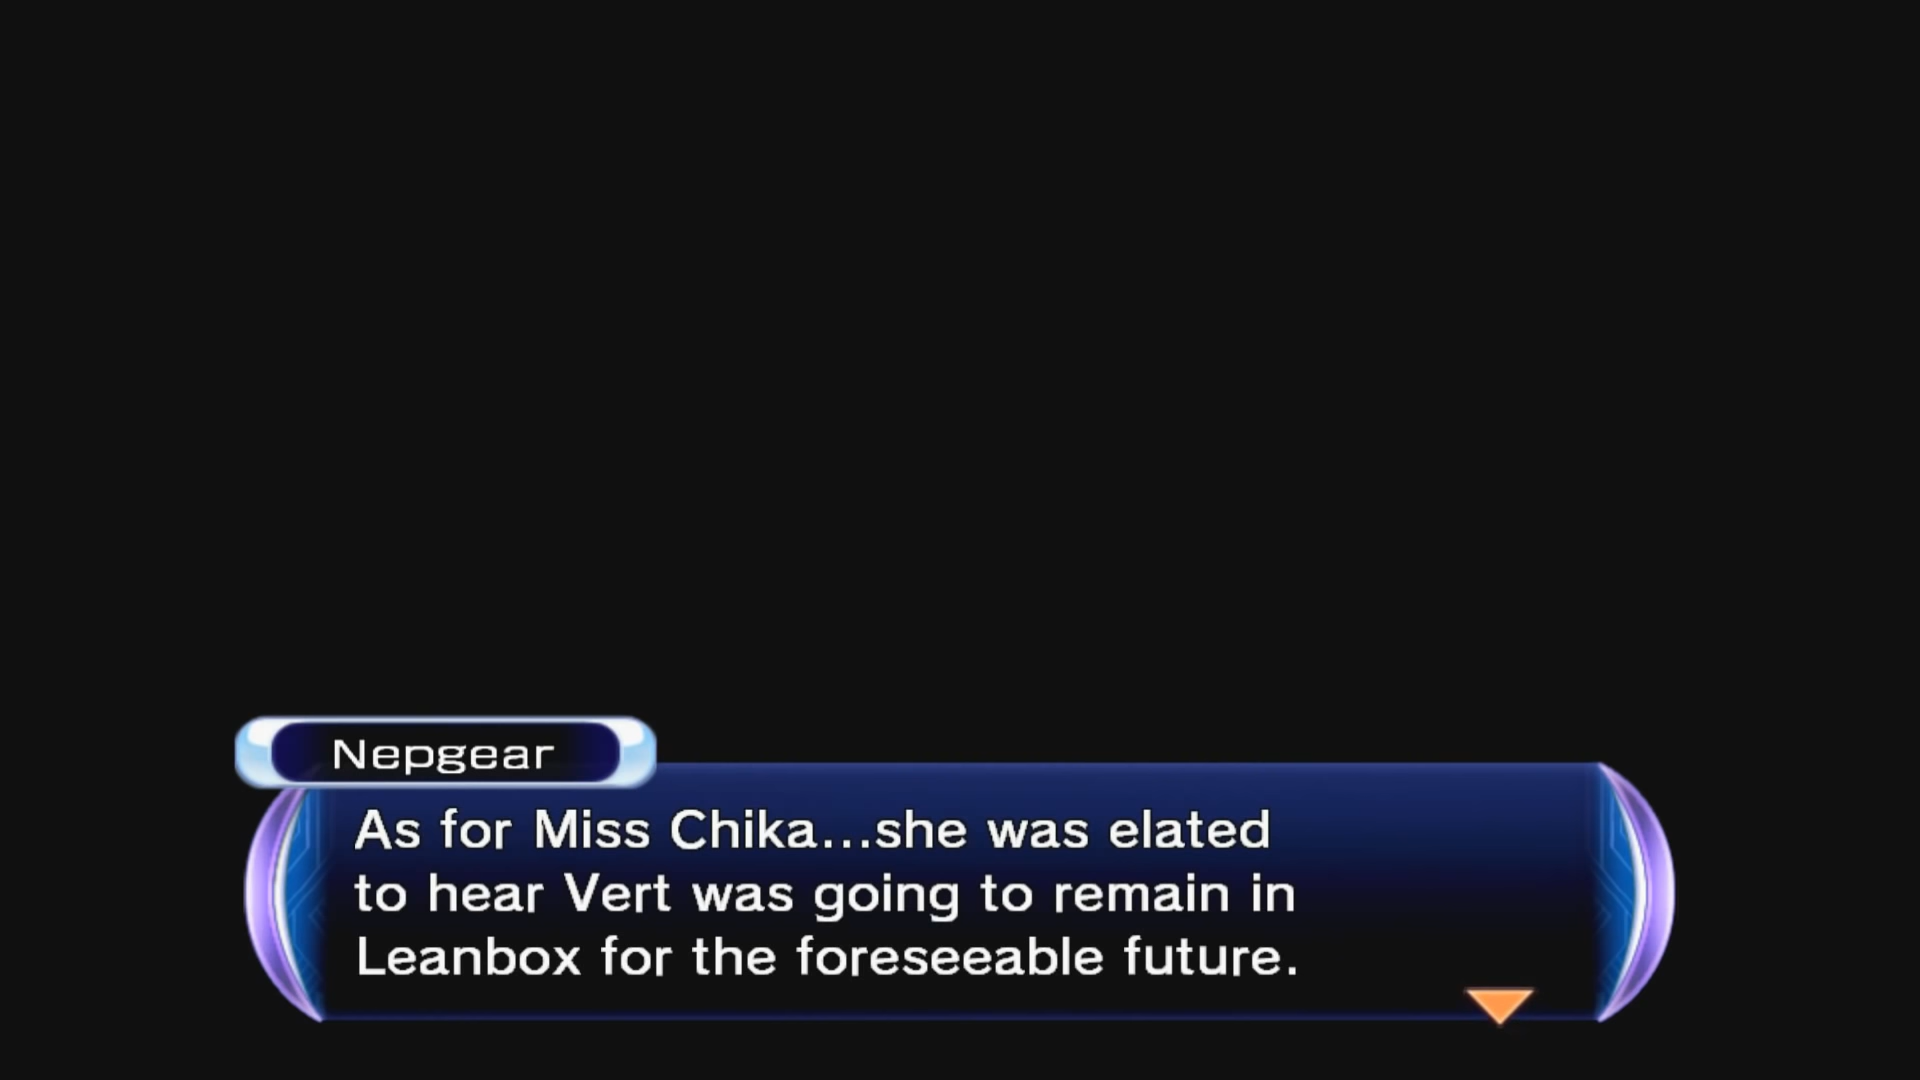 Nepgear
As for Miss Chika...she was elated
to hear Vert was going to remain in
Leanbox for the foreseeable future.